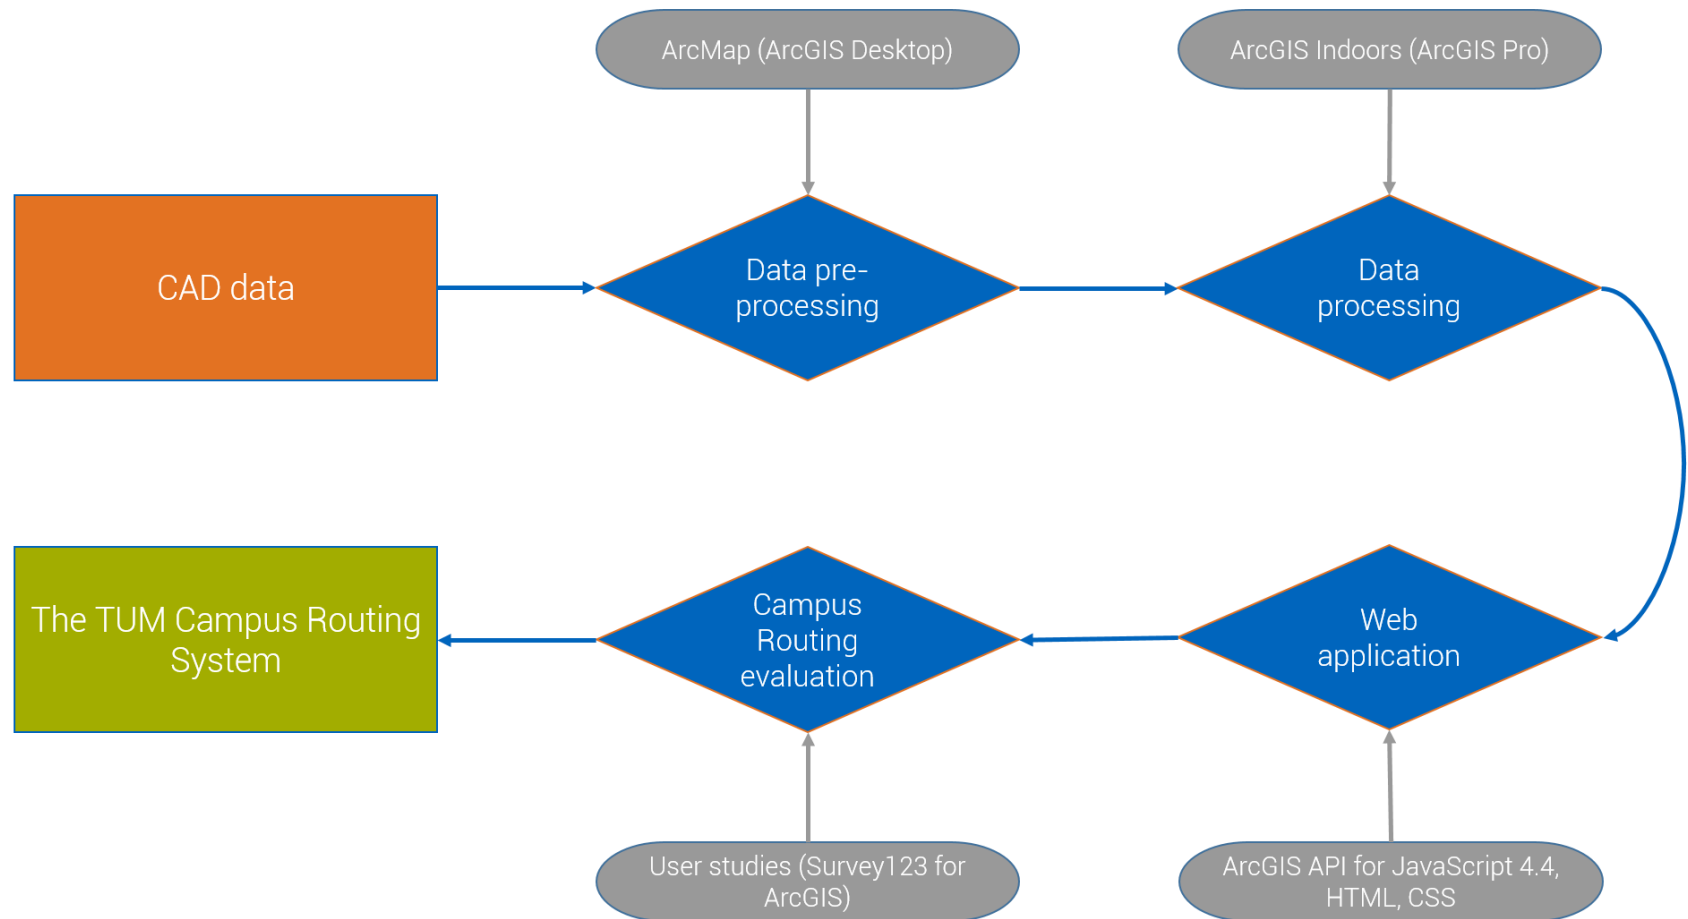 ArcMap (ArcGIS Desktop)
ArcGIS Indoors (ArcGIS Pro)
CAD data
Data pre-
processing
Data
processing
The TUM Campus Routing
System
Campus
Routing
evaluation
Web
application
User studies (Survey123 for
ArcGIS)
ArcGIS API for JavaScript 4.4,
HTML, CSS